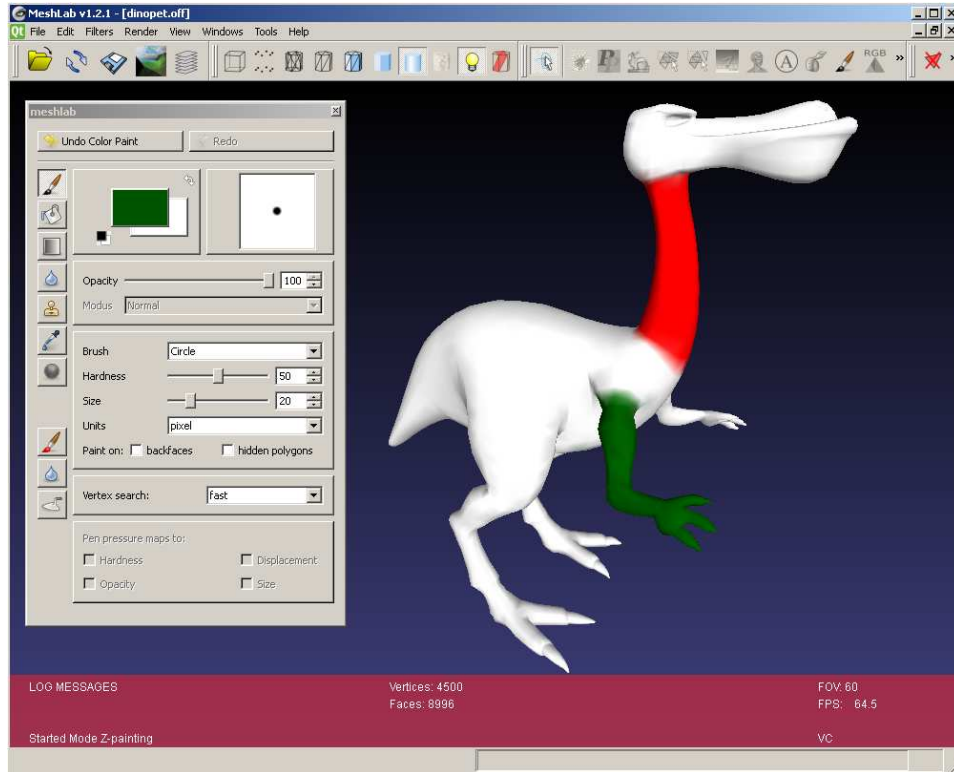 MeshLab v1.2.1 - [dinopet.off]
Qt File Edit Filters Render View Windows Tools Help
A RGB » »
meshlab
Undo Color Paint Redo
Opacity 100
Modus Normal
Brush Circle
Hardness 50
Size 20
Units pixel
Paint on: backfaces hidden polygons
Vertex search: fast
Pen pressure maps to:
Hardness Displacement
Opacity Size
LOG MESSAGES Vertices: 4500 FOV: 60
Faces: 8996 FPS: 64.5
Started Mode Z-painting VC